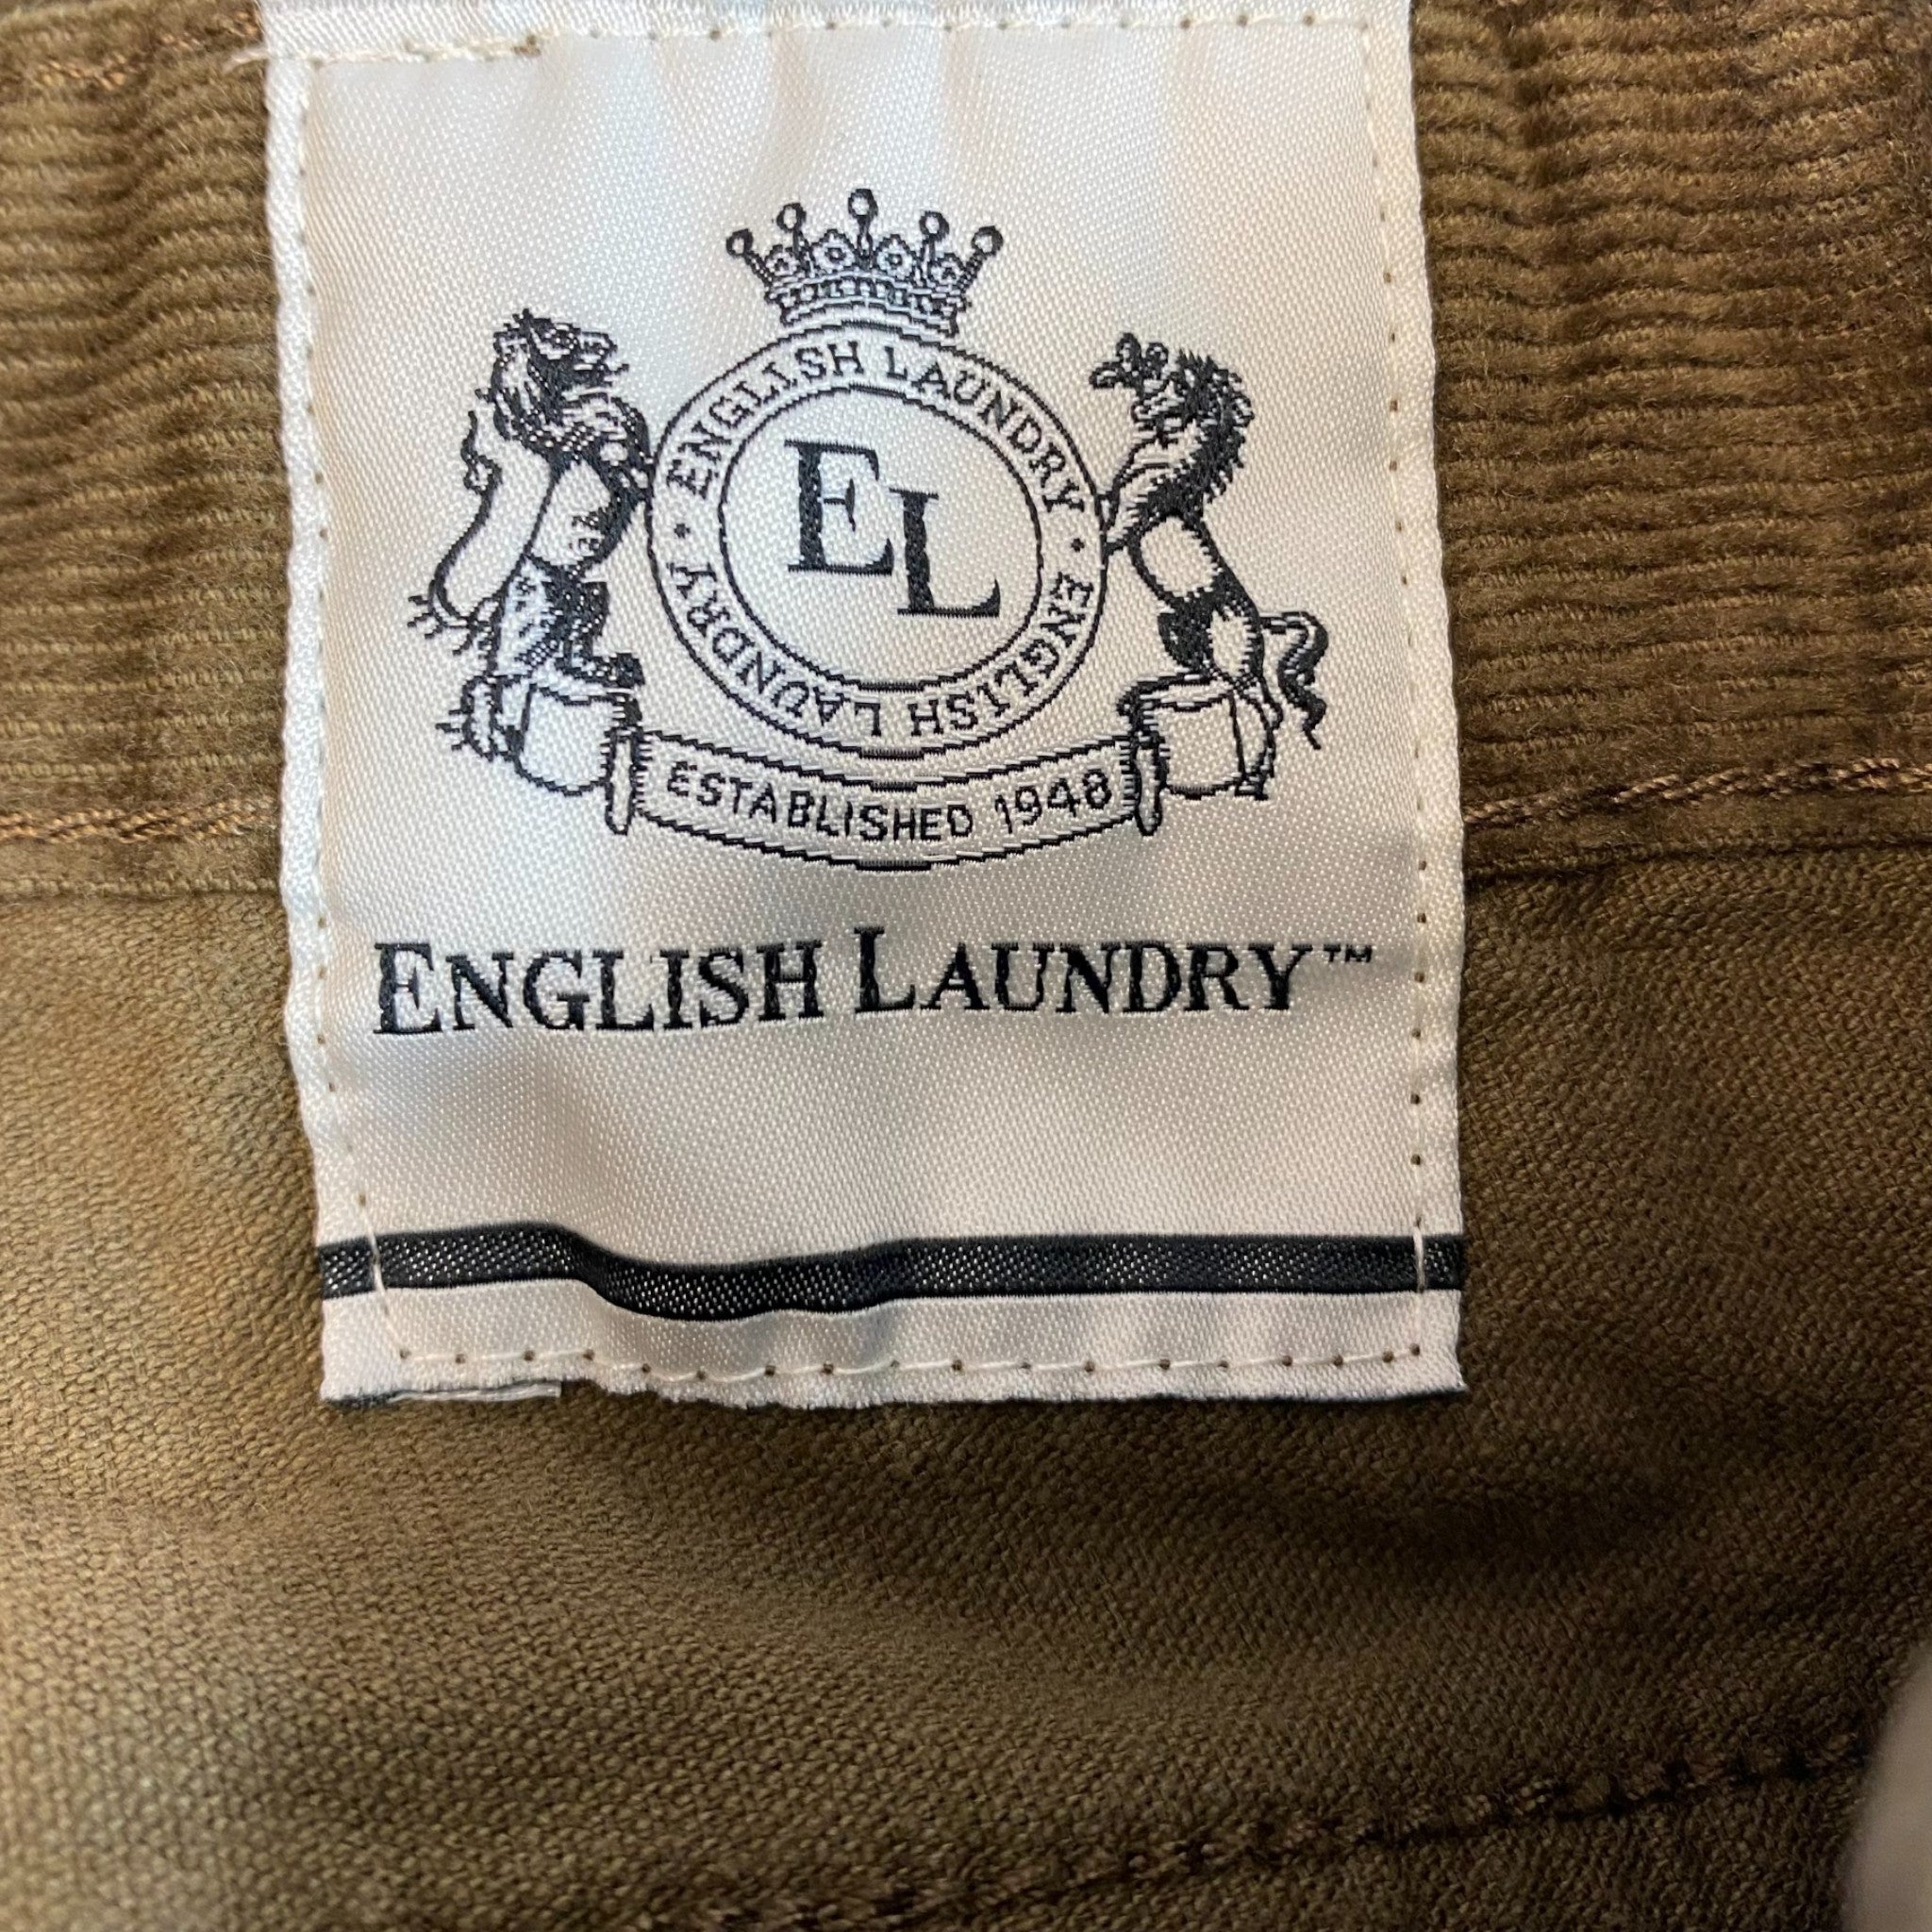 ENGLISH LAUNDRY · ENGLISH LAUNDRY ·
EL
ESTABLISHED 1948
ENGLISH LAUNDRY™